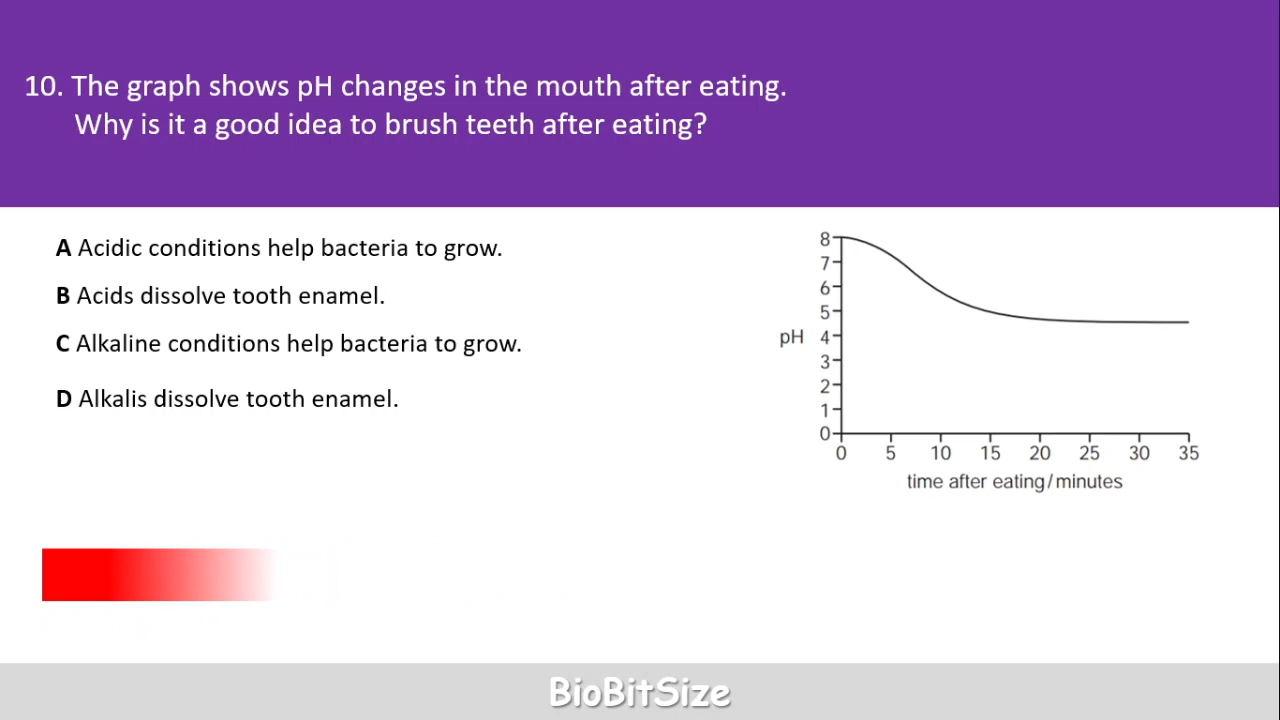 10. The graph shows pH changes in the mouth after eating.
Why is it a good idea to brush teeth after eating?
A Acidic conditions help bacteria to grow.
B Acids dissolve tooth enamel.
C Alkaline conditions help bacteria to grow.
D Alkalis dissolve tooth enamel.
8
7
6
5
pH 4
3
2
1
0
0 5 10 15 20 25 30 35
time after eating/minutes
BioBitSize